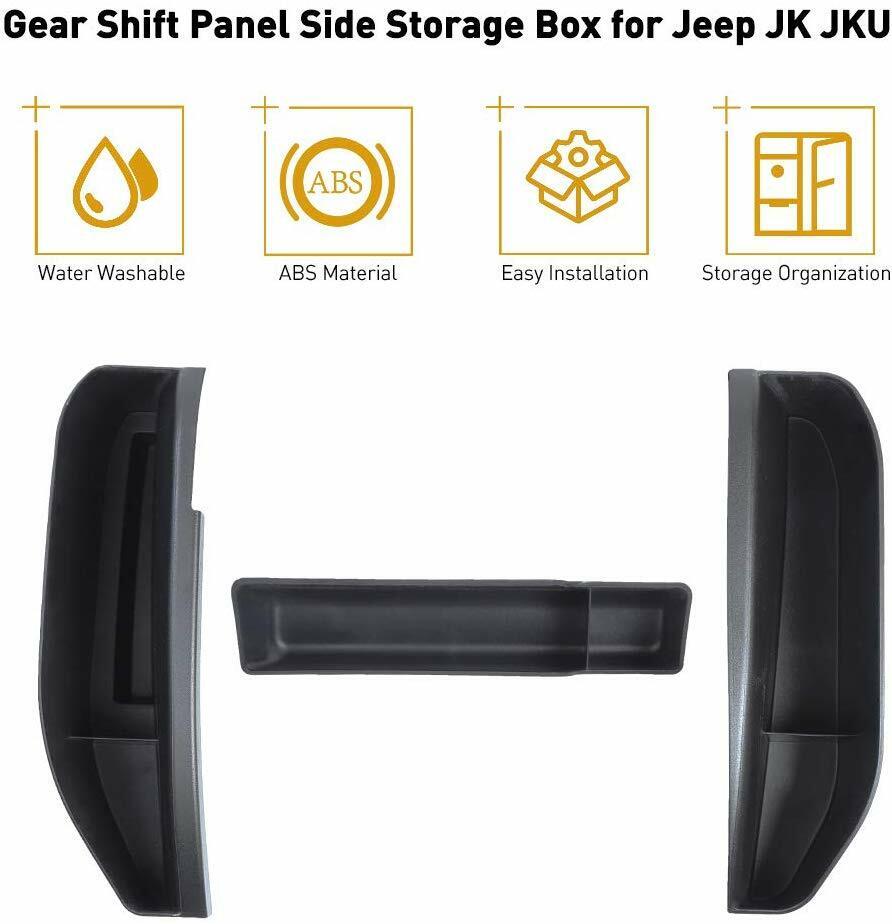 Gear Shift Panel Side Storage Box for Jeep JK JKU
ABS
Water Washable
ABS Material
Easy Installation
Storage Organization